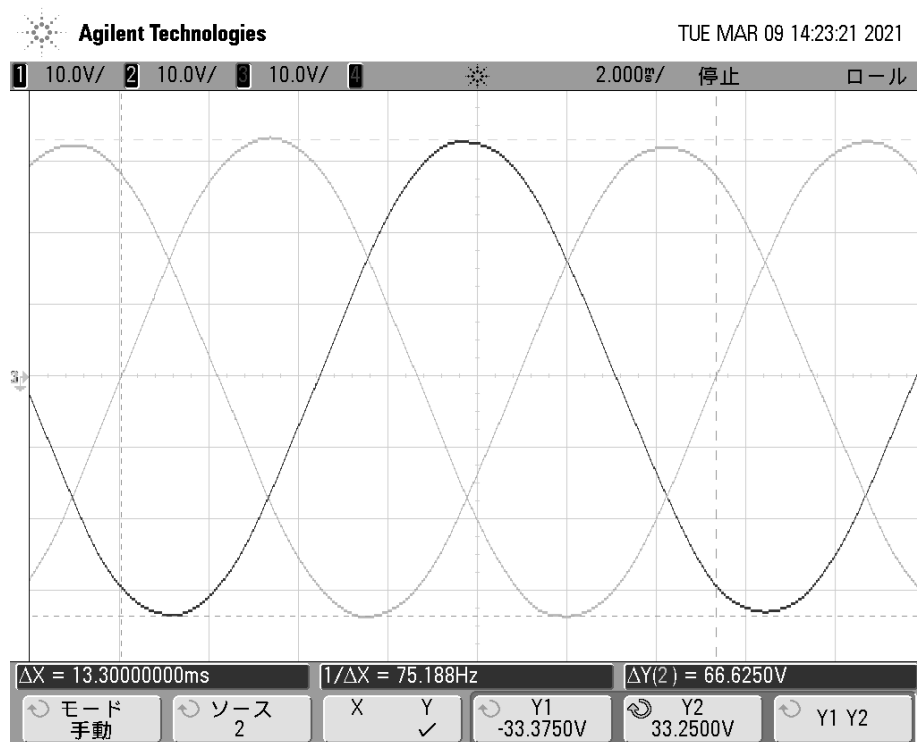 Agilent Technologies
TUE MAR 09 14:23:21 2021
1 10.0V/ 2 10.0V/ 3 10.0V/ 4 2.000㎳/ 停止 ロール
3
ΔX = 13.30000000ms 1/ΔX = 75.188Hz ΔY(2) = 66.6250V
モード
手動
ソース
2
X Y
✓
Y1
-33.3750V
Y2
33.2500V
Y1 Y2